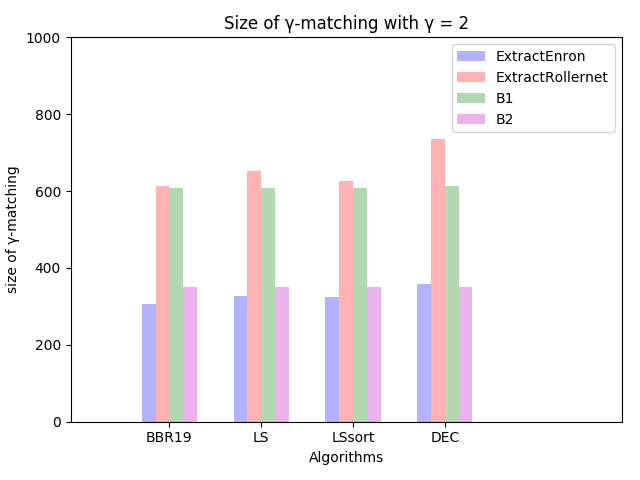 Size of γ-matching with γ = 2
1000
800
600
400
200
0
size of γ-matching
ExtractEnron
ExtractRollernet
B1
B2
BBR19 LS LSsort DEC
Algorithms